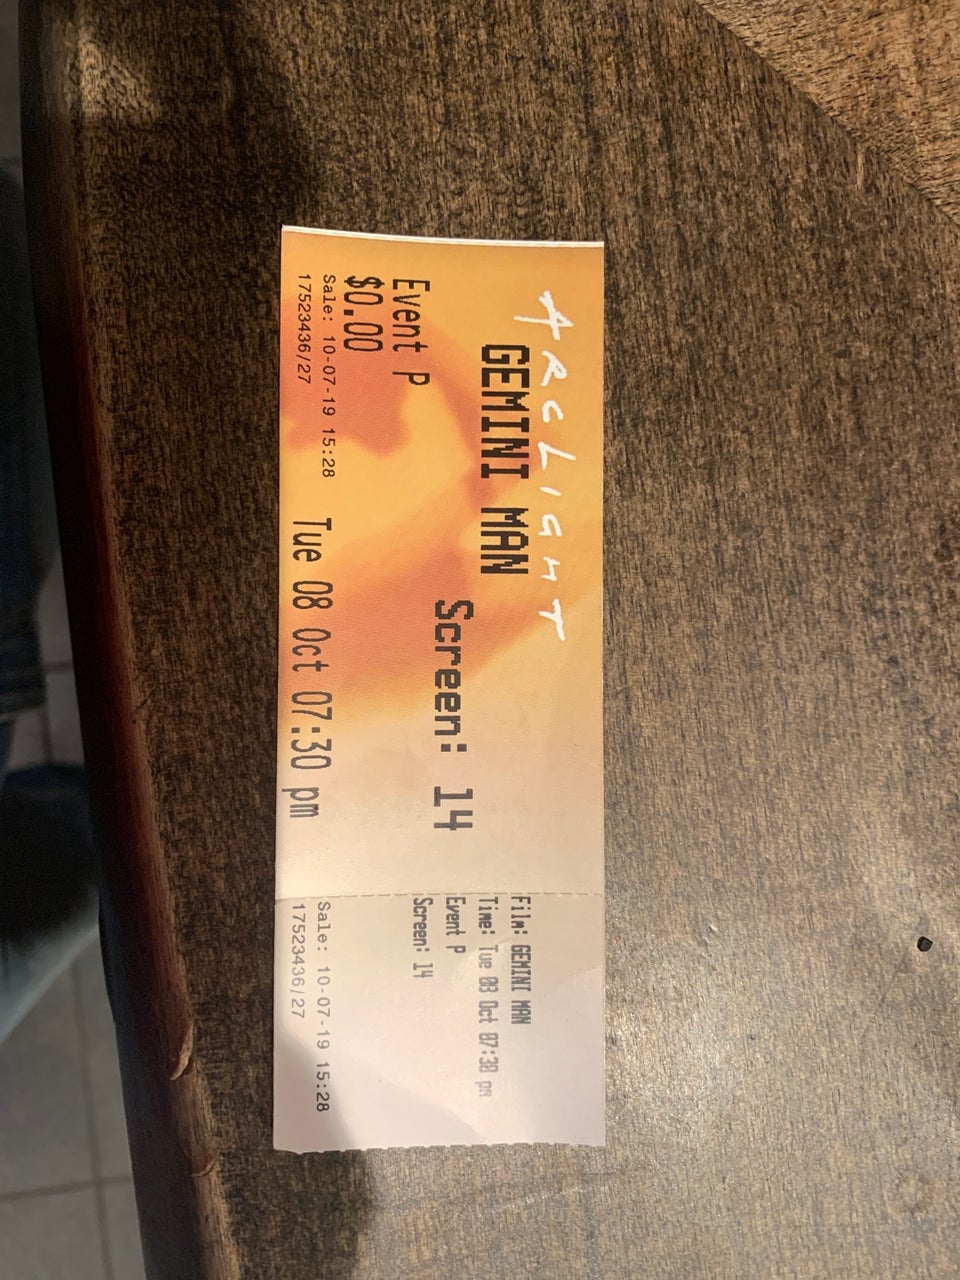 ARCLIGHT
GEMINI MAN
Screen: 14
Event P
$0.00
Sale: 10-07-19 15:28
17523436/27
Tue 08 Oct 07:30 pm
Film: GEMINI MAN
Time: Tue 08 Oct 07:30 pm
Event P
Screen: 14
Sale: 10-07-19 15:28
17523436/27